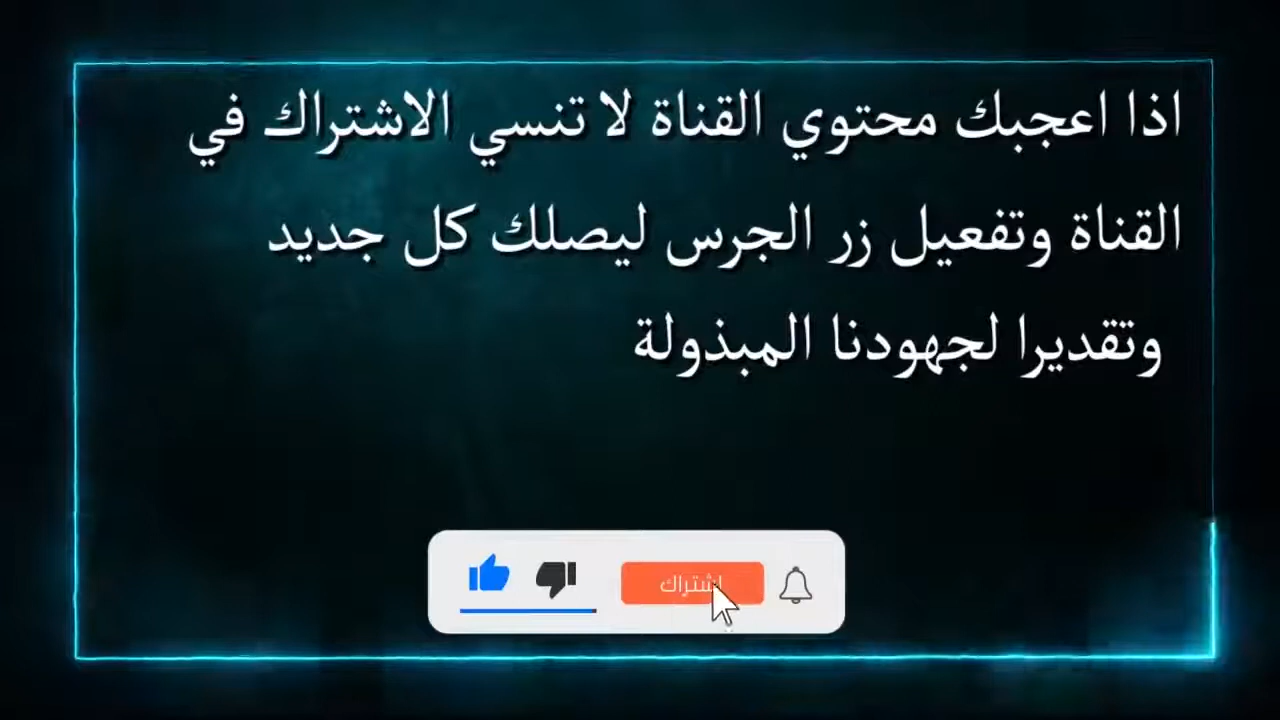 اذا اعجبك محتوي القناة لا تنسي الاشتراك في
القناة وتفعيل زر الجرس ليصلك كل جديد
وتقديرا لجهودنا المبذولة
اشتراك